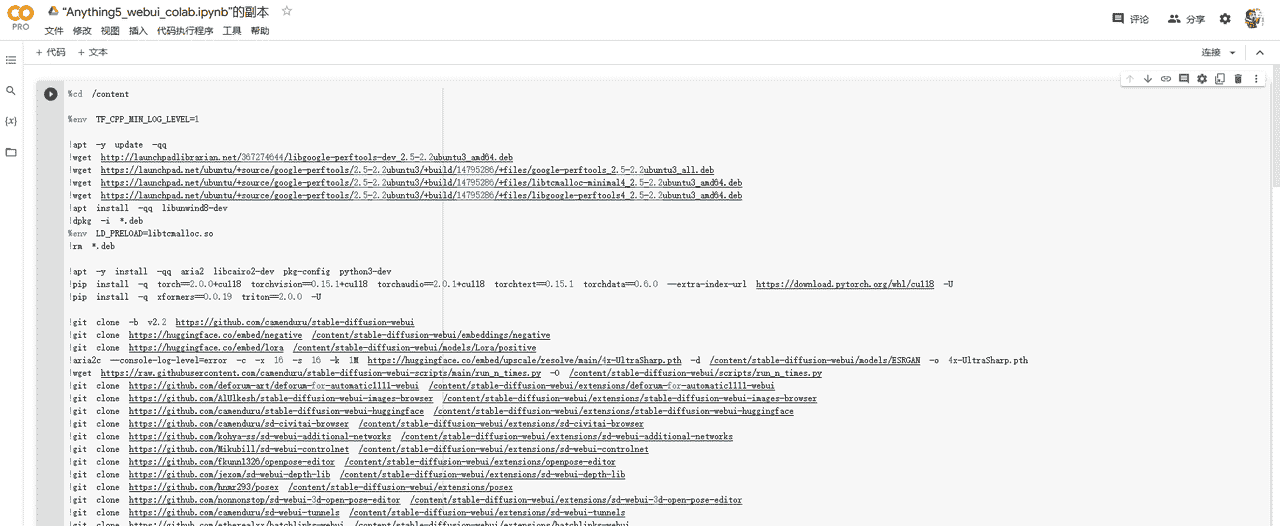 “Anything5_webui_colab.ipynb”的副本
PRO
文件 修改 视图 插入 代码执行程序 工具 帮助
评论 分享
+ 代码 + 文本
连接
%cd /content
%env TF_CPP_MIN_LOG_LEVEL=1
!apt -y update -qq
!wget http://launchpadlibrarian.net/367274644/libgoogle-perftools-dev_2.5-2.2ubuntu3_amd64.deb
!wget https://launchpad.net/ubuntu/+source/google-perftools/2.5-2.2ubuntu3/+build/14795286/+files/google-perftools_2.5-2.2ubuntu3_all.deb
!wget https://launchpad.net/ubuntu/+source/google-perftools/2.5-2.2ubuntu3/+build/14795286/+files/libtcmalloc-minimal4_2.5-2.2ubuntu3_amd64.deb
!wget https://launchpad.net/ubuntu/+source/google-perftools/2.5-2.2ubuntu3/+build/14795286/+files/libgoogle-perftools4_2.5-2.2ubuntu3_amd64.deb
!apt install -qq libunwind8-dev
!dpkg -i *.deb
%env LD_PRELOAD=libtcmalloc.so
!rm *.deb
!apt -y install -qq aria2 libcairo2-dev pkg-config python3-dev
!pip install -q torch==2.0.0+cu118 torchvision==0.15.1+cu118 torchaudio==2.0.1+cu118 torchtext==0.15.1 torchdata==0.6.0 --extra-index-url https://download.pytorch.org/whl/cu118 -U
!pip install -q xformers==0.0.19 triton==2.0.0 -U
!git clone -b v2.2 https://github.com/camenduru/stable-diffusion-webui
!git clone https://huggingface.co/embed/negative /content/stable-diffusion-webui/embeddings/negative
!git clone https://huggingface.co/embed/lora /content/stable-diffusion-webui/models/Lora/positive
!aria2c --console-log-level=error -c -x 16 -s 16 -k 1M https://huggingface.co/embed/upscale/resolve/main/4x-UltraSharp.pth -d /content/stable-diffusion-webui/models/ESRGAN -o 4x-UltraSharp.pth
!wget https://raw.githubusercontent.com/camenduru/stable-diffusion-webui-scripts/main/run_n_times.py -O /content/stable-diffusion-webui/scripts/run_n_times.py
!git clone https://github.com/deforum-art/deforum-for-automatic1111-webui /content/stable-diffusion-webui/extensions/deforum-for-automatic1111-webui
!git clone https://github.com/AlUlkesh/stable-diffusion-webui-images-browser /content/stable-diffusion-webui/extensions/stable-diffusion-webui-images-browser
!git clone https://github.com/camenduru/stable-diffusion-webui-huggingface /content/stable-diffusion-webui/extensions/stable-diffusion-webui-huggingface
!git clone https://github.com/camenduru/sd-civitai-browser /content/stable-diffusion-webui/extensions/sd-civitai-browser
!git clone https://github.com/kohya-ss/sd-webui-additional-networks /content/stable-diffusion-webui/extensions/sd-webui-additional-networks
!git clone https://github.com/Mikubill/sd-webui-controlnet /content/stable-diffusion-webui/extensions/sd-webui-controlnet
!git clone https://github.com/fkunn1326/openpose-editor /content/stable-diffusion-webui/extensions/openpose-editor
!git clone https://github.com/jexom/sd-webui-depth-lib /content/stable-diffusion-webui/extensions/sd-webui-depth-lib
!git clone https://github.com/hnmr293/posex /content/stable-diffusion-webui/extensions/posex
!git clone https://github.com/nonnonstop/sd-webui-3d-open-pose-editor /content/stable-diffusion-webui/extensions/sd-webui-3d-open-pose-editor
!git clone https://github.com/camenduru/sd-webui-tunnels /content/stable-diffusion-webui/extensions/sd-webui-tunnels
!git clone https://github.com/etherealxx/batchlinks-webui /content/stable-diffusion-webui/extensions/batchlinks-webui